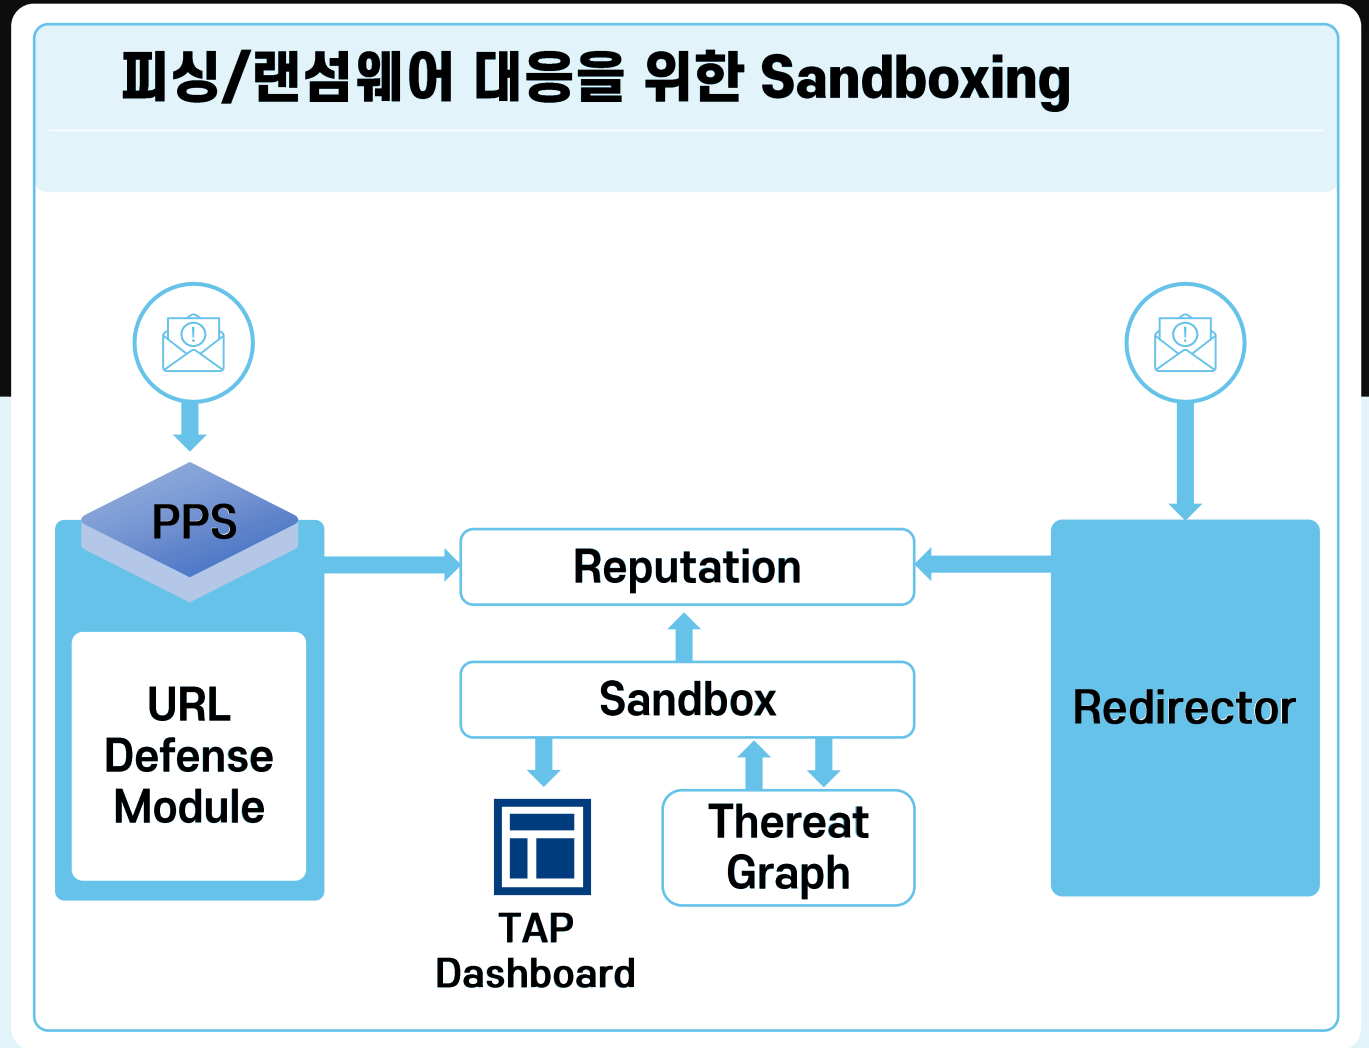 피싱/랜섬웨어 대응을 위한 Sandboxing
PPS
URL
Defense
Module
Reputation
Sandbox
Thereat
Graph
TAP
Dashboard
Redirector